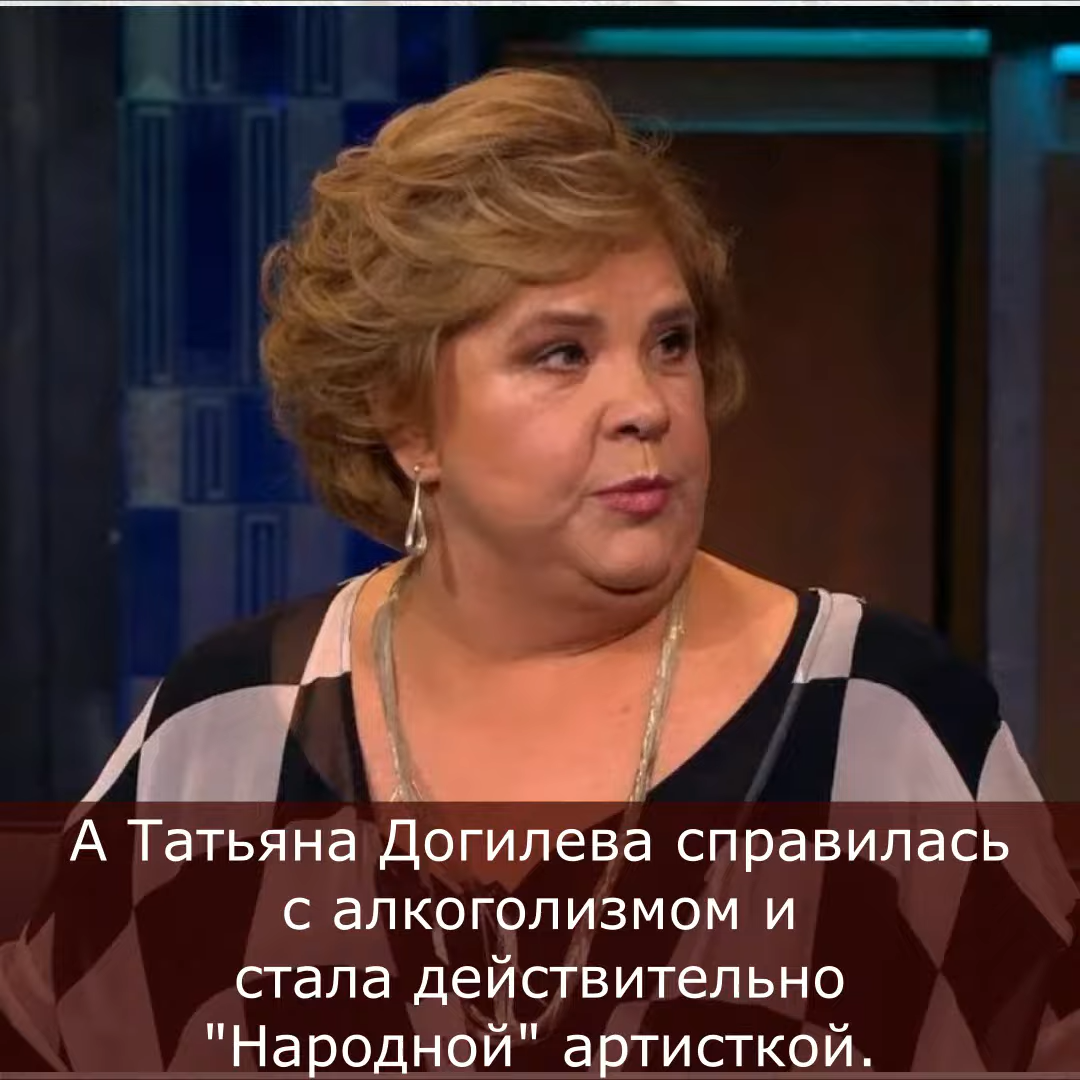 А Татьяна Догилева справилась
с алкоголизмом и
стала действительно
"Народной" артисткой.